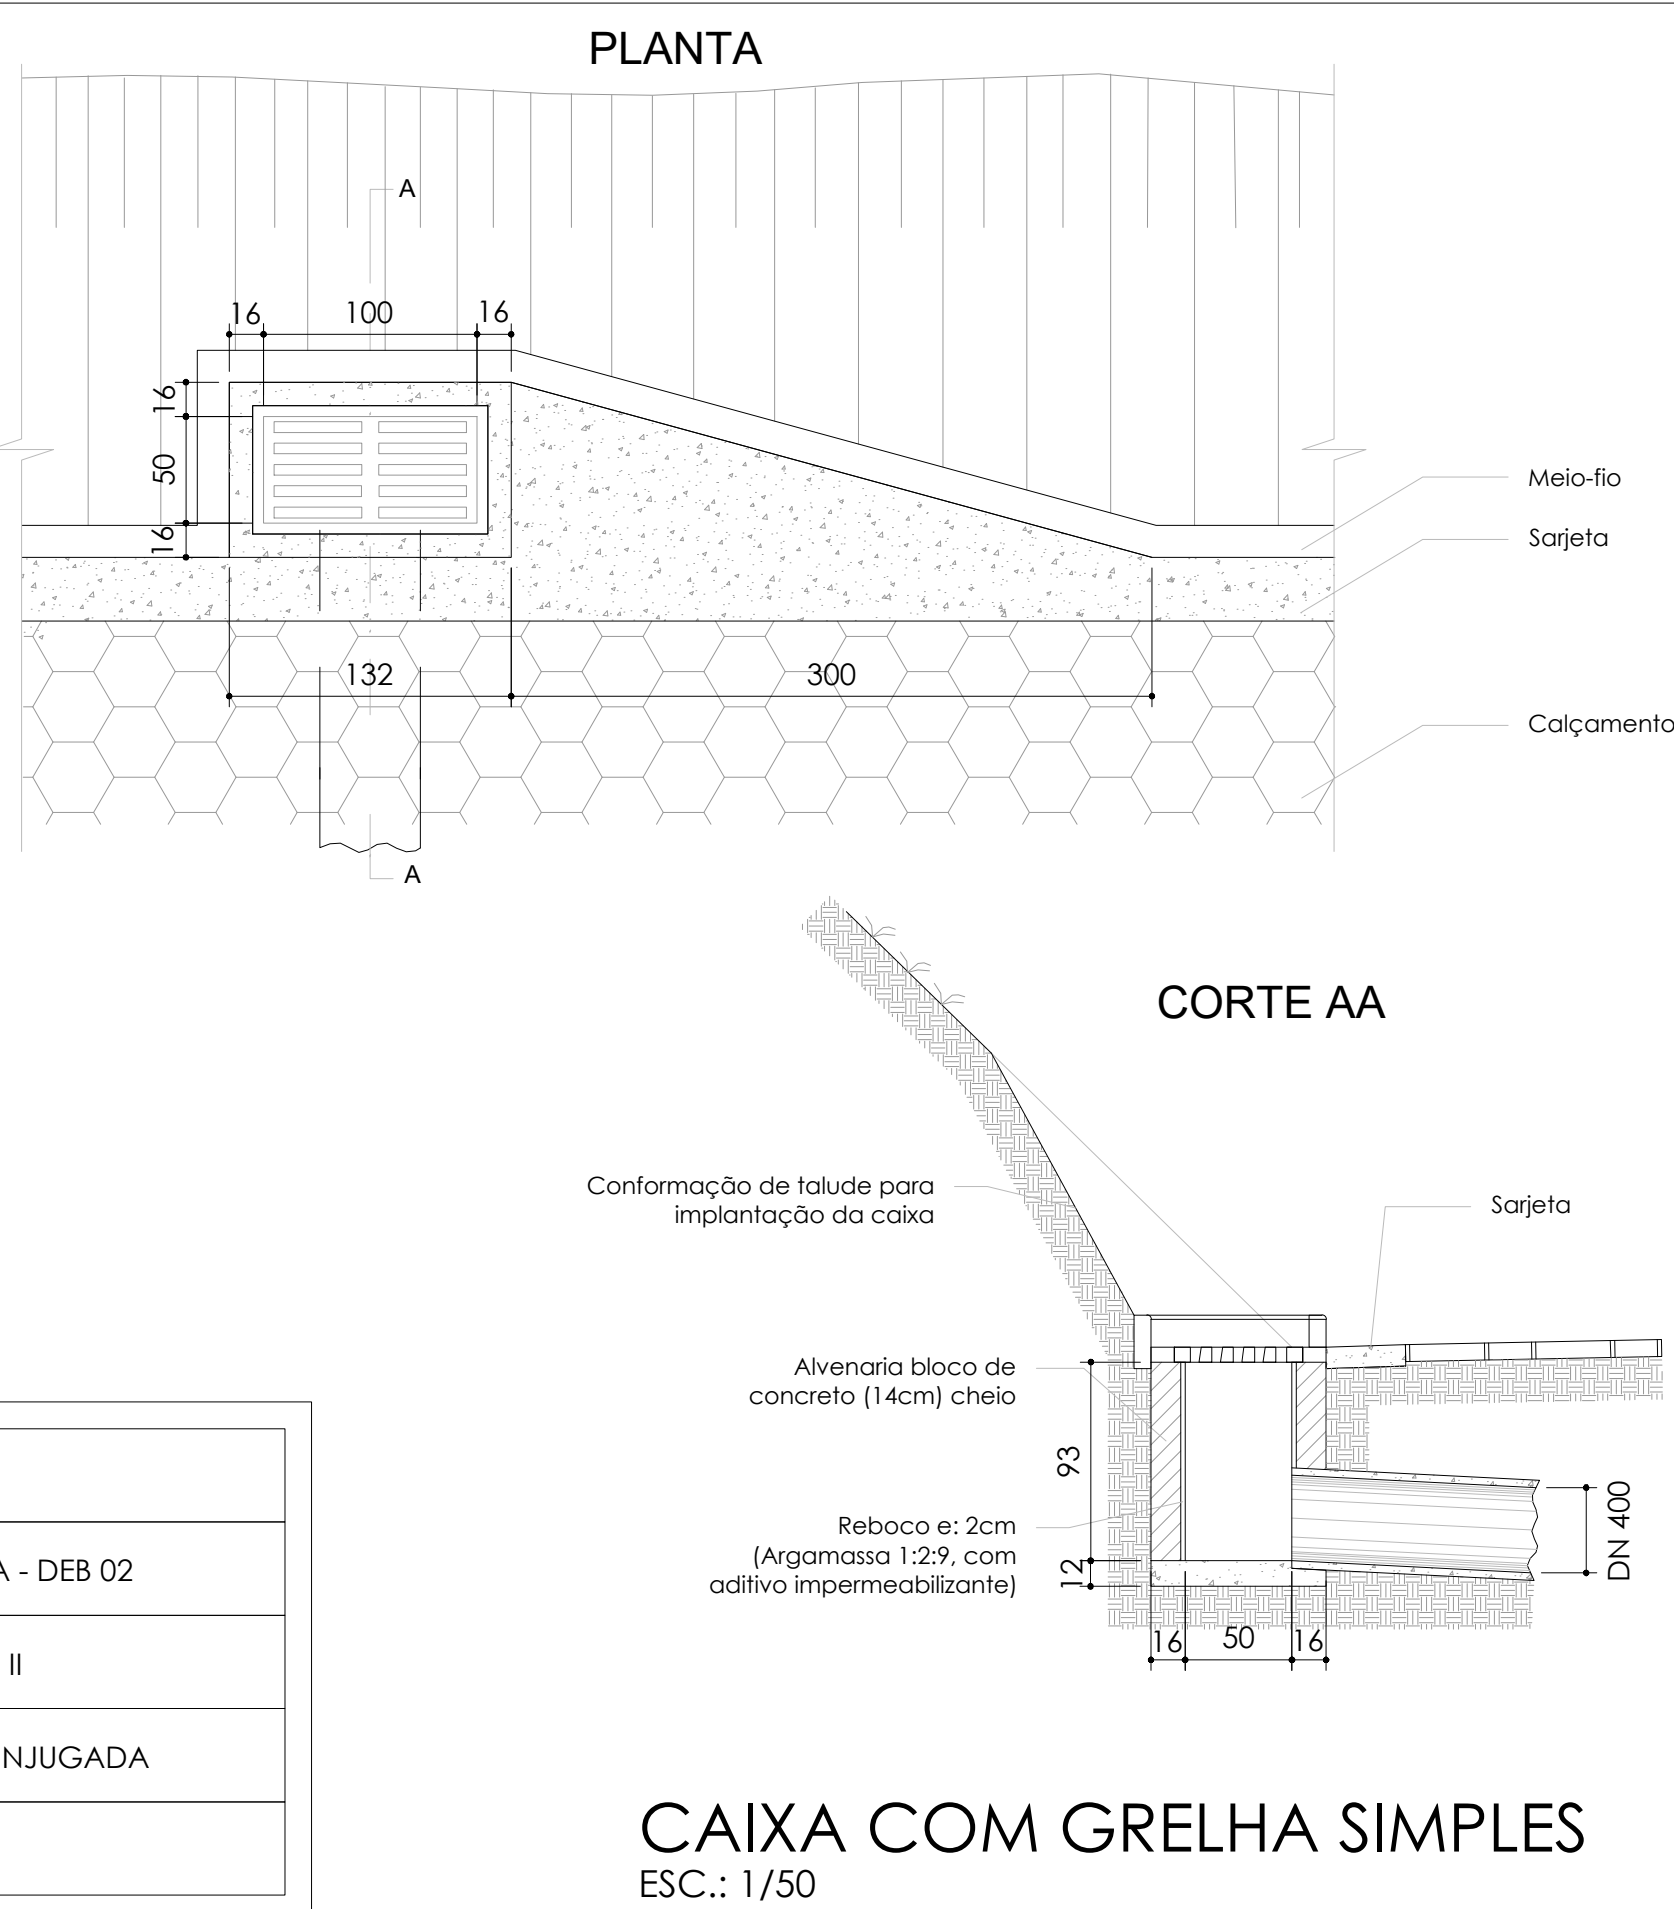 PLANTA
A
16
100
16
16
50
16
Meio-fio
Sarjeta
132
300
Calçamento
A
CORTE AA
Conformação de talude para
implantação da caixa
Sarjeta
Alvenaria bloco de
concreto (14cm) cheio
93
Reboco e: 2cm
(Argamassa 1:2:9, com
aditivo impermeabilizante)
12
DN 400
16
50
16
A - DEB 02
II
NJUGADA
CAIXA COM GRELHA SIMPLES
ESC.: 1/50